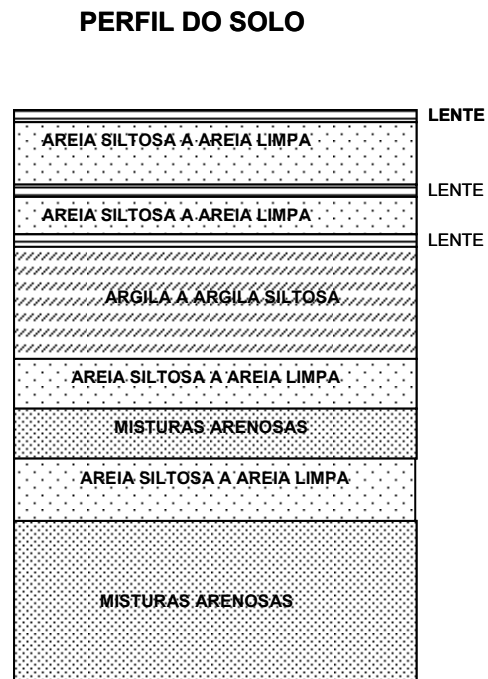 PERFIL DO SOLO
LENTE
AREIA SILTOSA A AREIA LIMPA
LENTE
AREIA SILTOSA A AREIA LIMPA
LENTE
ARGILA A ARGILA SILTOSA
AREIA SILTOSA A AREIA LIMPA
MISTURAS ARENOSAS
AREIA SILTOSA A AREIA LIMPA
MISTURAS ARENOSAS